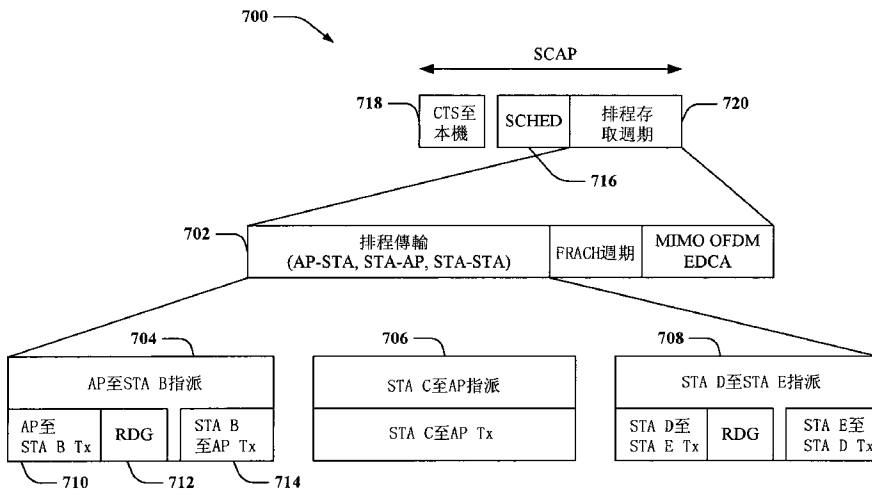 700
SCAP
718
CTS至
本機
SCHED
排程存
取週期
720
716
702
排程傳輸
(AP-STA, STA-AP, STA-STA)
FRACH週期
MIMO OFDM
EDCA
704
706
708
AP至STA B指派
STA C至AP指派
STA D至STA E指派
AP至
STA B Tx
RDG
STA B
至AP Tx
STA C至AP Tx
STA D至
STA E Tx
RDG
STA E至
STA D Tx
710
712
714